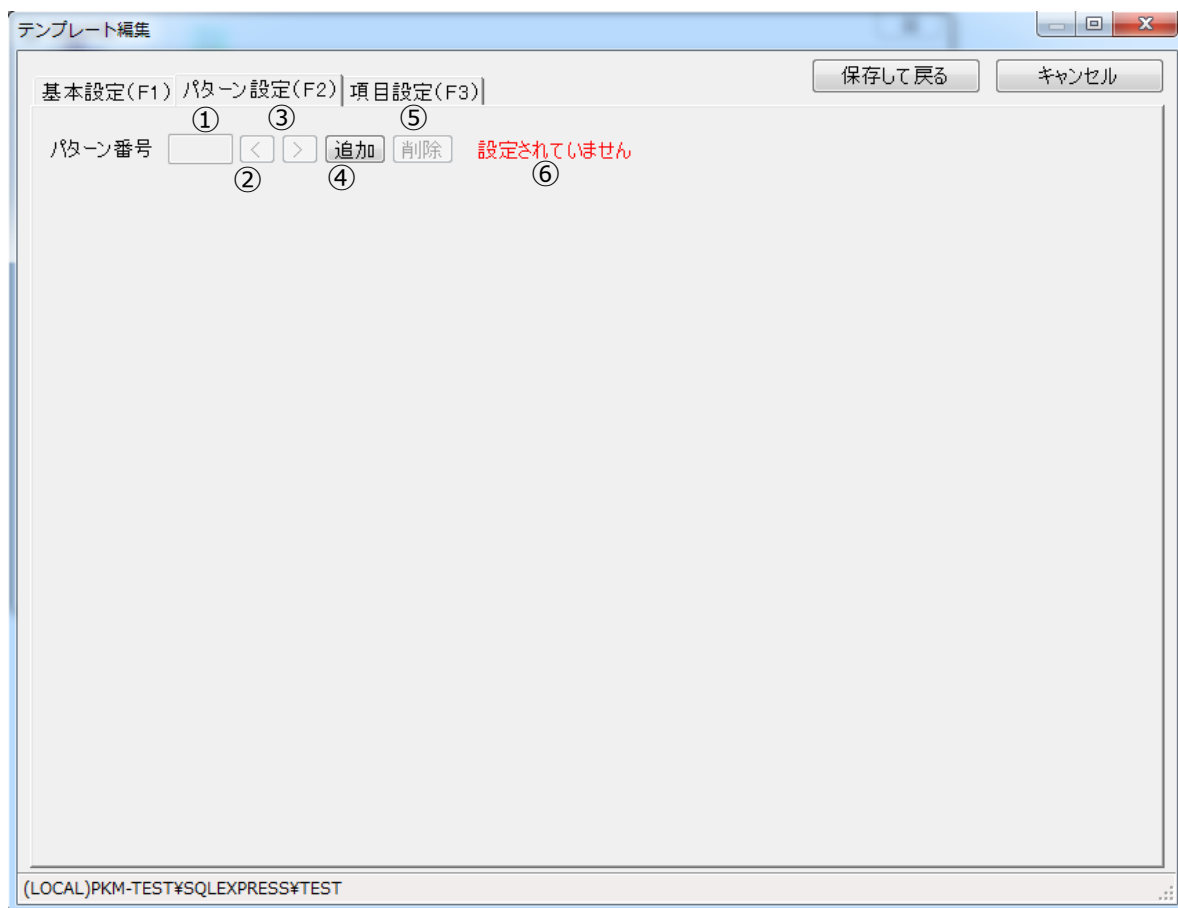 テンプレート編集
保存して戻る キャンセル
基本設定(F1) パターン設定(F2) 項目設定(F3)
① ③ ⑤
パターン番号 < > 追加 削除 設定されていません
② ④ ⑥
(LOCAL)PKM-TEST¥SQLEXPRESS¥TEST